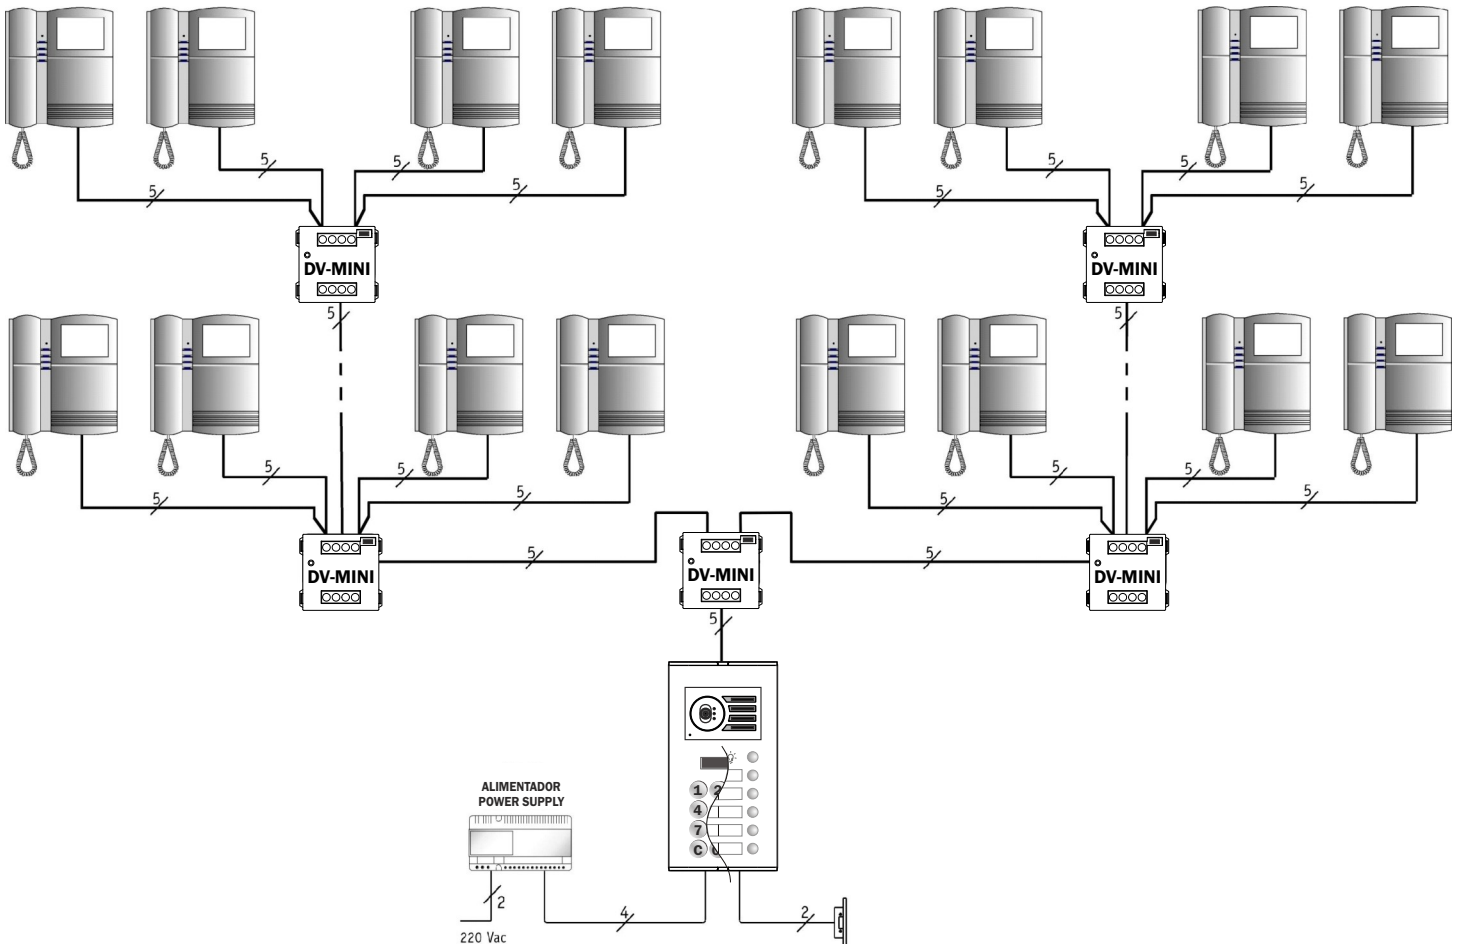 5 5 5 5
5 5 5 5
DV-MINI DV-MINI
5 5
5 5 5 5
5 5 5 5
5 5
DV-MINI DV-MINI DV-MINI
5
ALIMENTADOR
POWER SUPPLY
1 2
4
7
C
2 4 2
220 Vac